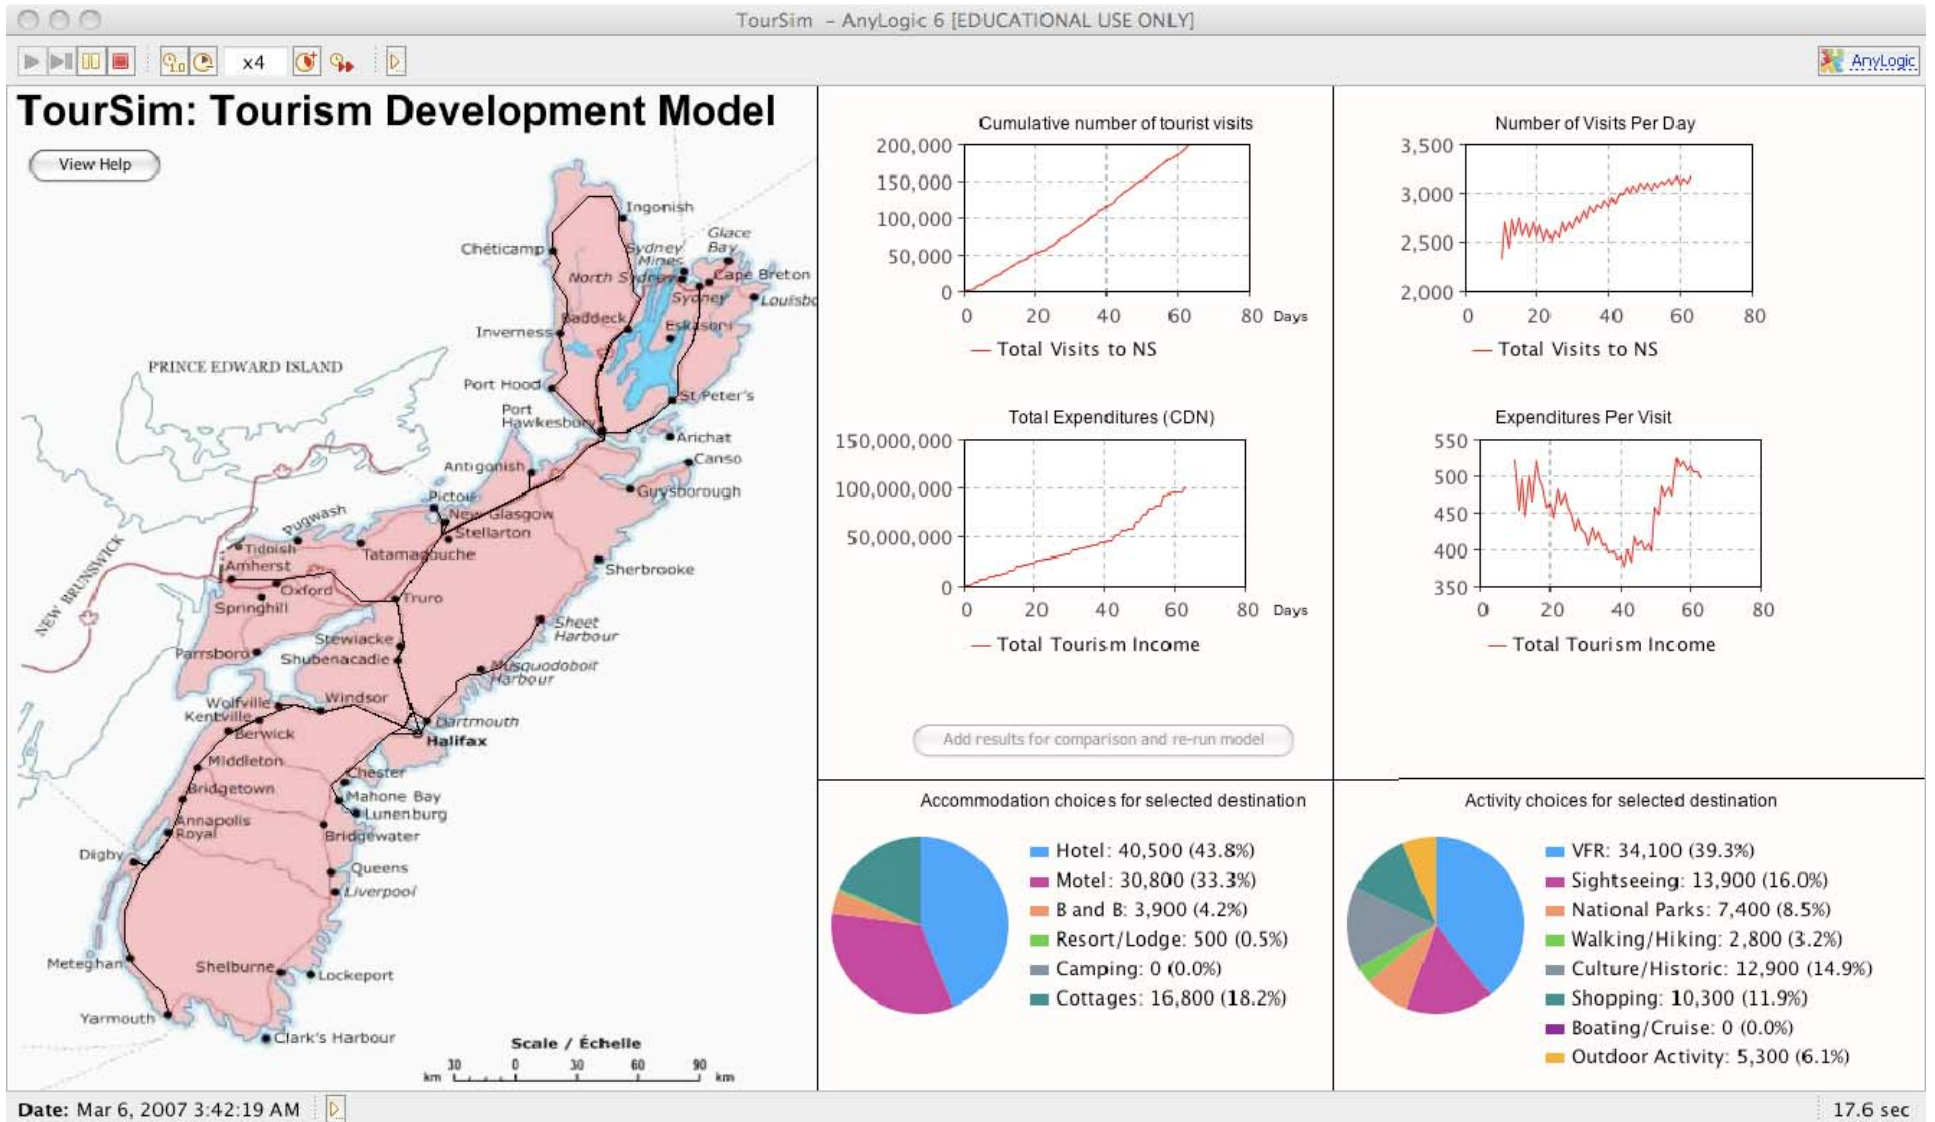 TourSim – AnyLogic 6 [EDUCATIONAL USE ONLY]
x4
AnyLogic
TourSim: Tourism Development Model
View Help
Ingonish
Glace
Bay
Chéticamp
Sydney
Mines
North Sydney
Cape Breton
Sydney
Louisbo
Baddeck
Inverness
Eskasoni
PRINCE EDWARD ISLAND
Port Hood
St Peter's
Port
Hawkesbury
Arichat
Canso
Antigonish
Guysborough
Pictou
New Glasgow
Pugwash
Stellarton
Tidnish
Tatamagouche
Amherst
Sherbrooke
NEW BRUNSWICK
Oxford
Truro
Springhill
Sheet
Harbour
Stewiacke
Parrsboro
Shubenacadie
Musquodoboit
Harbour
Wolfville
Windsor
Kentville
Dartmouth
Berwick
Halifax
Middleton
Chester
Bridgetown
Mahone Bay
Lunenburg
Annapolis
Royal
Bridgewater
Digby
Queens
Liverpool
Meteghan
Shelburne
Lockeport
Yarmouth
Clark's Harbour
Scale / Échelle
30 0 30 60 90
km km
Cumulative number of tourist visits
200,000
150,000
100,000
50,000
0
0 20 40 60 80 Days
Total Visits to NS
Number of Visits Per Day
3,500
3,000
2,500
2,000
0 20 40 60 80
Total Visits to NS
Total Expenditures (CDN)
150,000,000
100,000,000
50,000,000
0
0 20 40 60 80 Days
Total Tourism Income
Expenditures Per Visit
550
500
450
400
350
0 20 40 60 80
Total Tourism Income
Add results for comparison and re-run model
Accommodation choices for selected destination
Hotel: 40,500 (43.8%)
Motel: 30,800 (33.3%)
B and B: 3,900 (4.2%)
Resort/Lodge: 500 (0.5%)
Camping: 0 (0.0%)
Cottages: 16,800 (18.2%)
Activity choices for selected destination
VFR: 34,100 (39.3%)
Sightseeing: 13,900 (16.0%)
National Parks: 7,400 (8.5%)
Walking/Hiking: 2,800 (3.2%)
Culture/Historic: 12,900 (14.9%)
Shopping: 10,300 (11.9%)
Boating/Cruise: 0 (0.0%)
Outdoor Activity: 5,300 (6.1%)
Date: Mar 6, 2007 3:42:19 AM
17.6 sec